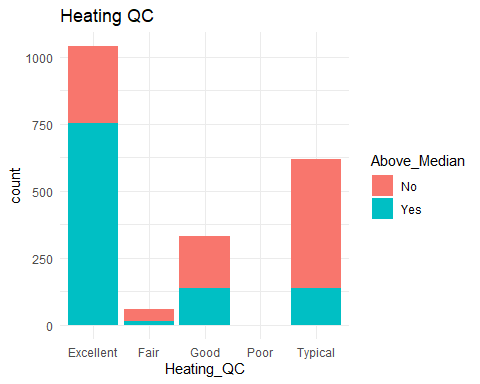 Heating QC
1000
750
500
250
0
count
Excellent Fair Good Poor Typical
Heating_QC
Above_Median
No
Yes